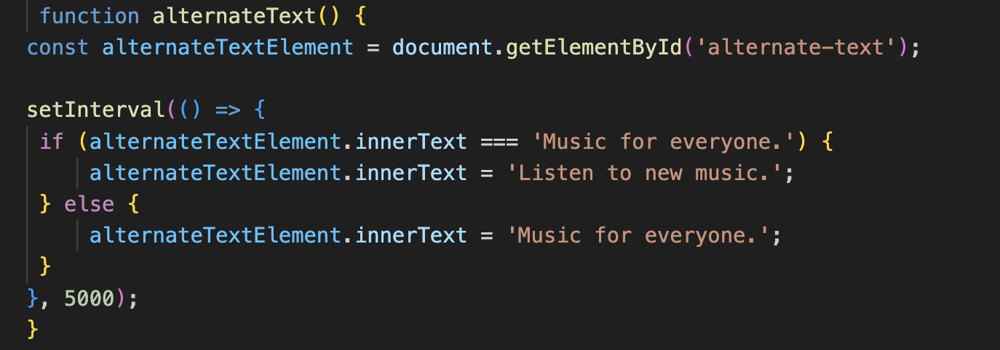 function alternateText() {
const alternateTextElement = document.getElementById('alternate-text');
setInterval(() => {
if (alternateTextElement.innerText === 'Music for everyone.') {
alternateTextElement.innerText = 'Listen to new music.';
} else {
alternateTextElement.innerText = 'Music for everyone.';
}
}, 5000);
}